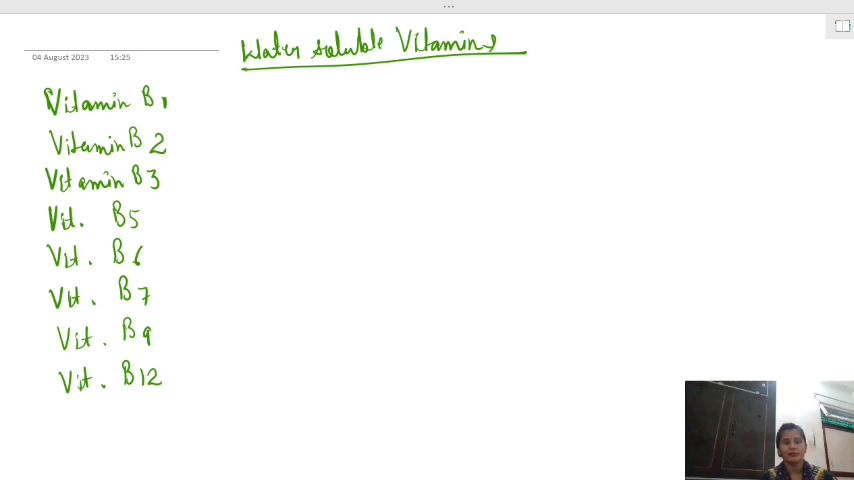 Water soluble Vitamins
04 August 2023 15:25
Vitamin B1
Vitamin B2
Vitamin B3
Vit. B5
Vit. B6
Vit. B7
Vit. B9
Vit. B12